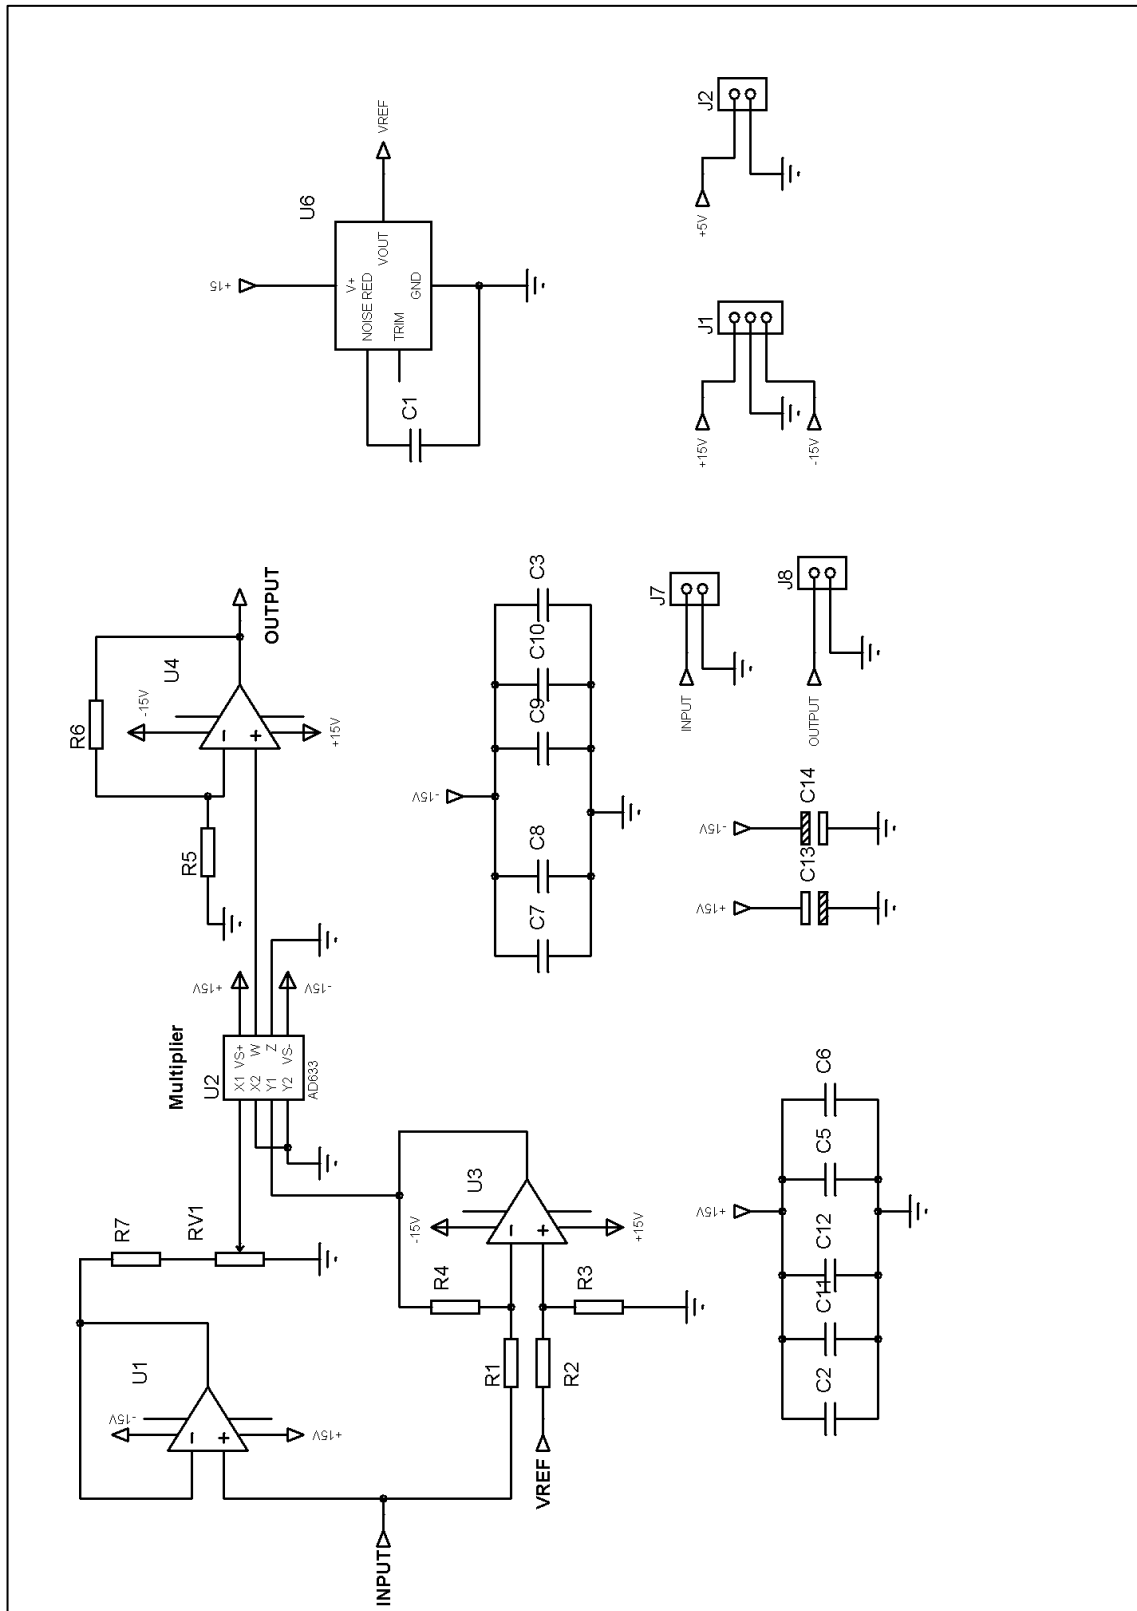 INPUT
U1
-15V
+15V
R7
RV1
R1
R2
VREF
R4
R3
U3
-15V
+15V
Multiplier
U2
X1 VS+
X2 W
Y1 Z
Y2 VS-
AD633
+15V
-15V
R5
R6
U4
-15V
+15V
OUTPUT
U6
+15
V+
NOISE RED
VOUT
TRIM
GND
VREF
C1
+15V
C2
C11
C12
C5
C6
-15V
C7
C8
C9
C10
C3
+15V
C13
-15V
C14
INPUT
J7
OUTPUT
J8
+15V
-15V
J1
+5V
J2